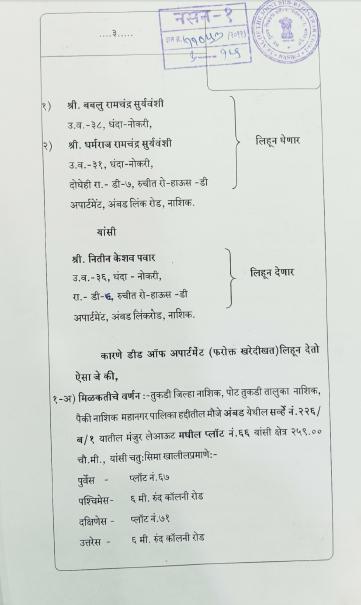 ....३.....
नसन-१
१) श्री. बबलु रामचंद्र सुर्यवंशी
उ.व.-३८, धंदा-नोकरी,
२) श्री. धर्मराज रामचंद्र सुर्यवंशी
उ.व.-३१, धंदा-नोकरी,
दोघेही रा.- डी-७, रुचीत रो-हाऊस -डी
अपार्टमेंट, अंबड लिंक रोड, नाशिक.
लिहून घेणार
यांसी
श्री. नितीन केशव पवार
उ.व.-३६, धंदा - नोकरी,
रा.- डी-६, रुचीत रो-हाऊस -डी
अपार्टमेंट, अंबड लिंकरोड, नाशिक.
लिहून देणार
कारणे डीड ऑफ अपार्टमेंट (फरोक्त खरेदीखत)लिहून देतो
ऐसा जे की,
१-अ) मिळकतीचे वर्णन :-तुकडी जिल्हा नाशिक, पोट तुकडी तालुका नाशिक,
पैकी नाशिक महानगर पालिका हद्दीतील मौजे अंबड येथील सर्व्हे नं.२२६/
ब/१ यातील मंजुर लेआऊट मधील प्लॉट नं.६६ यांसी क्षेत्र २५९.००
चौ.मी., यांसी चतु:सिमा खालीलप्रमाणे:-
पुर्वेस - प्लॉट नं.६७
पश्चिमेस- ६ मी. रुंद कॉलनी रोड
दक्षिणेस - प्लॉट नं.७१
उत्तरेस - ६ मी. रुंद कॉलनी रोड